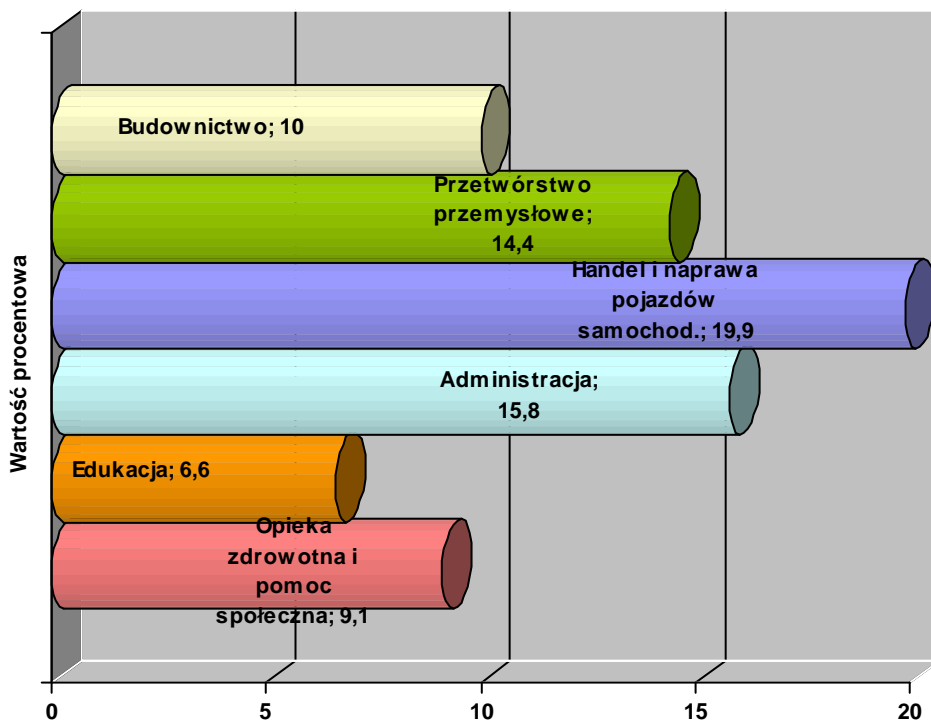 Wartość procentowa
Budownictwo; 10
Przetwórstwo
przemysłowe;
14,4
Handel i naprawa
pojazdów
samochod.; 19,9
Administracja;
15,8
Edukacja; 6,6
Opieka
zdrowotna i
pomoc
społeczna; 9,1
0 5 10 15 20